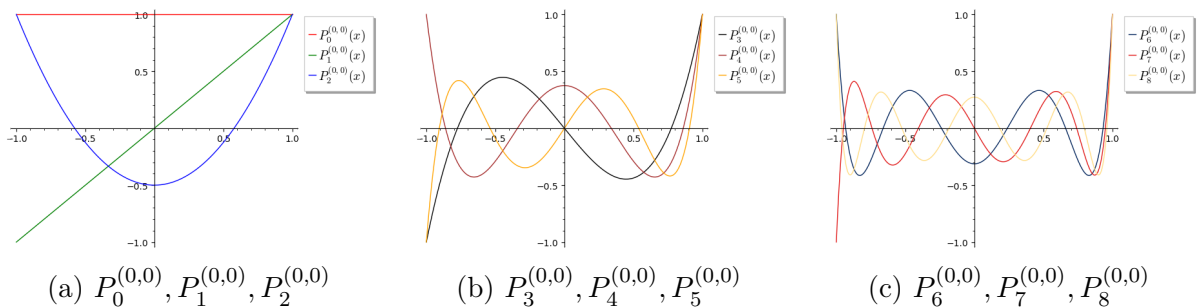 1.0
0.5
−0.5
−1.0
−1.0 −0.5 0.5 1.0
P_0^{(0, 0)}(x)
P_1^{(0, 0)}(x)
P_2^{(0, 0)}(x)
(a) P_0^{(0,0)}, P_1^{(0,0)}, P_2^{(0,0)}
1.0
0.5
−0.5
−1.0
−1.0 −0.5 0.5 1.0
P_3^{(0, 0)}(x)
P_4^{(0, 0)}(x)
P_5^{(0, 0)}(x)
(b) P_3^{(0,0)}, P_4^{(0,0)}, P_5^{(0,0)}
1.0
0.5
−0.5
−1.0
−1.0 −0.5 0.5 1.0
P_6^{(0, 0)}(x)
P_7^{(0, 0)}(x)
P_8^{(0, 0)}(x)
(c) P_6^{(0,0)}, P_7^{(0,0)}, P_8^{(0,0)}